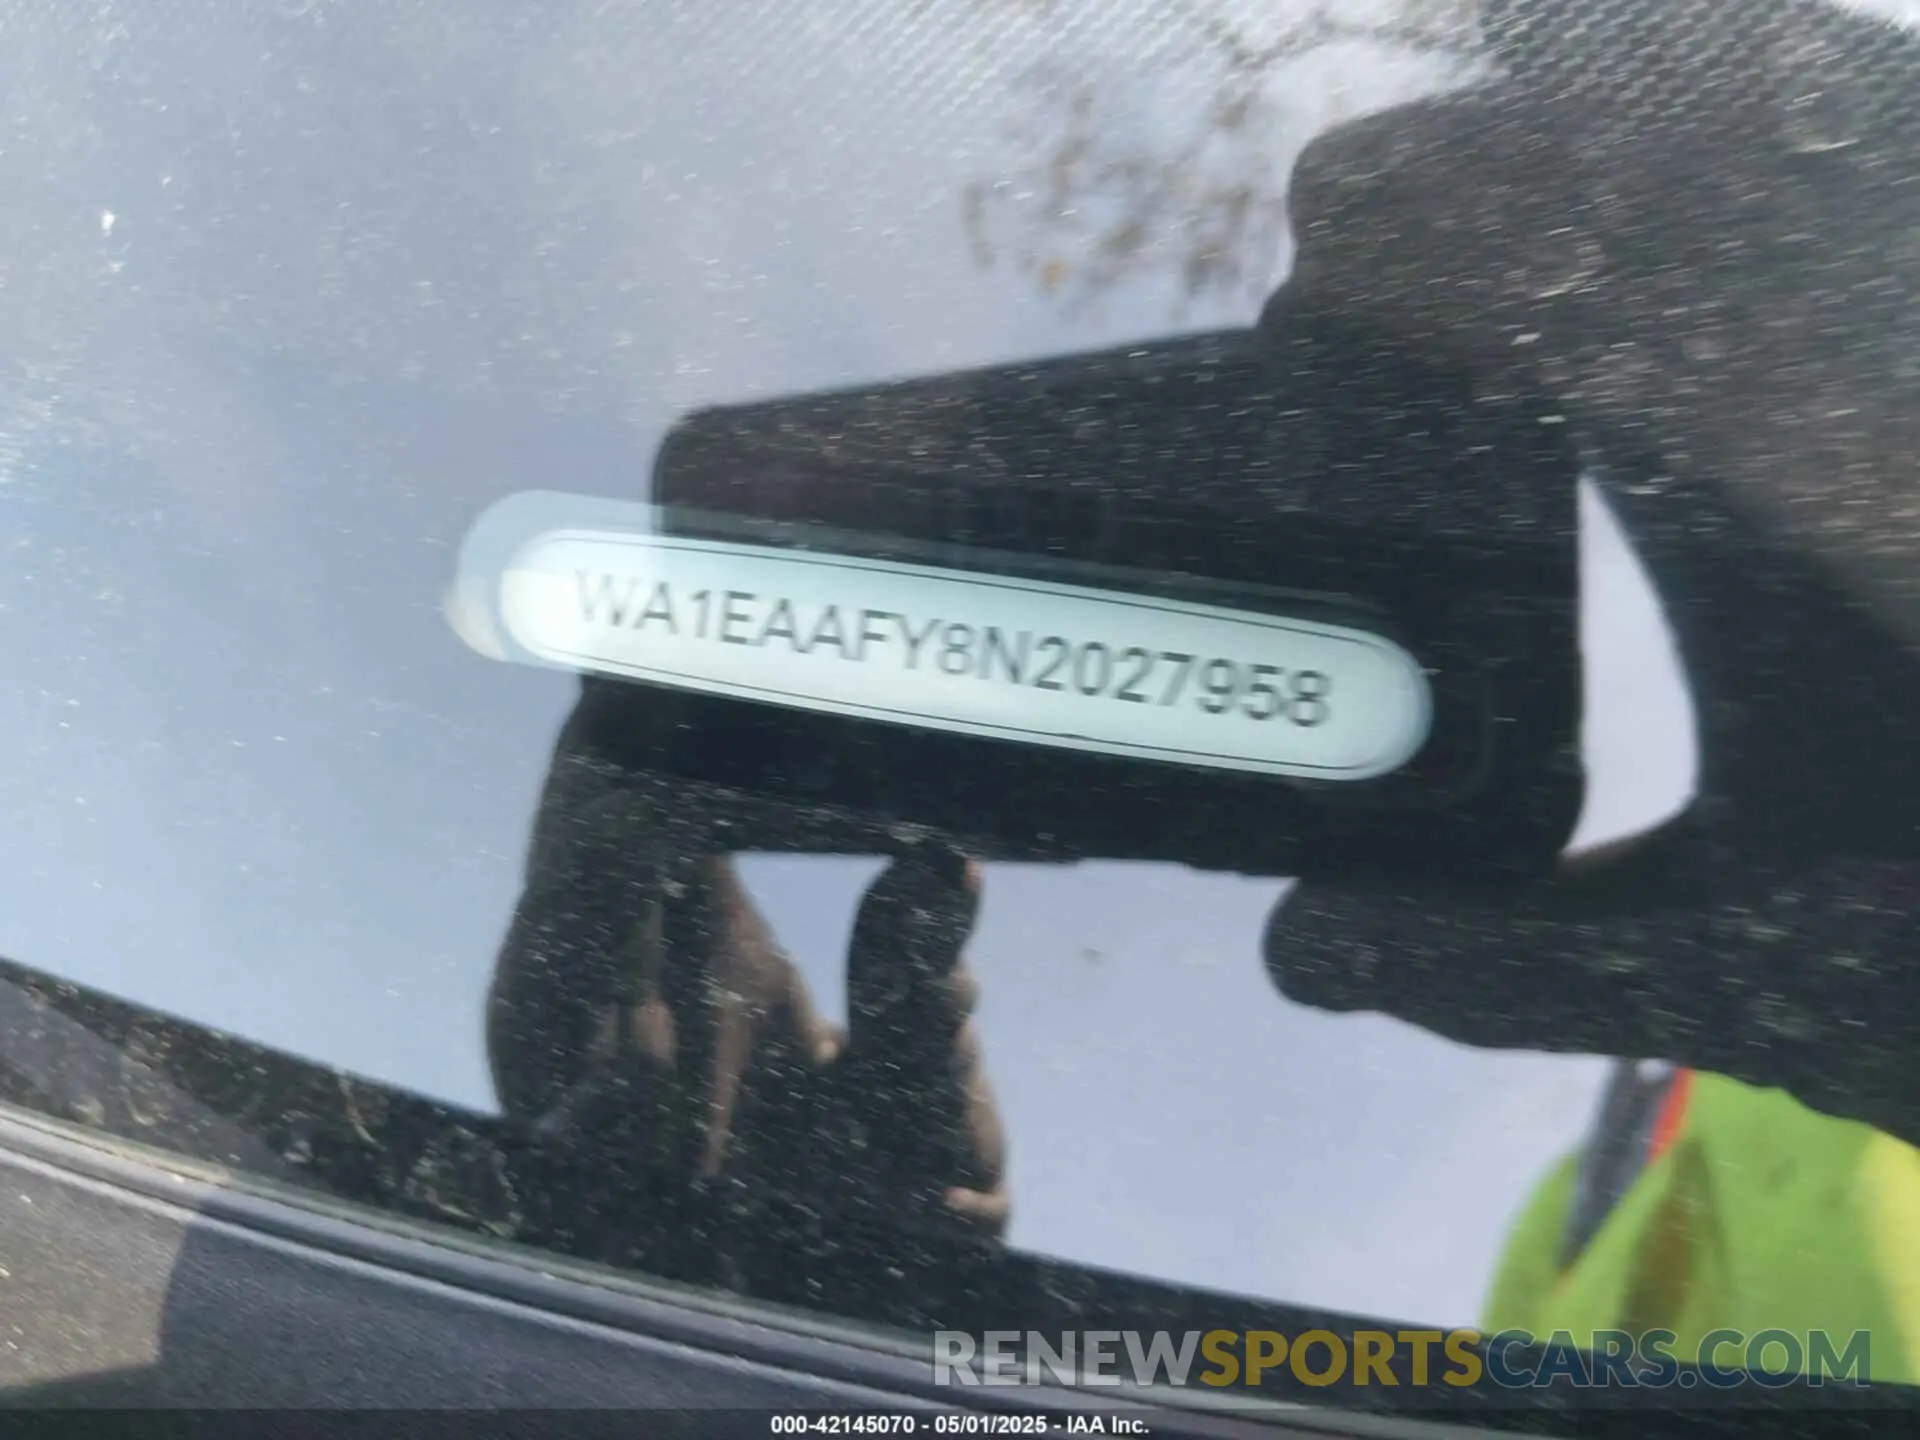 WA1EAAFY8N2027958
RENEWSPORTSCARS.COM
000-42145070 - 05/01/2025 - IAA Inc.